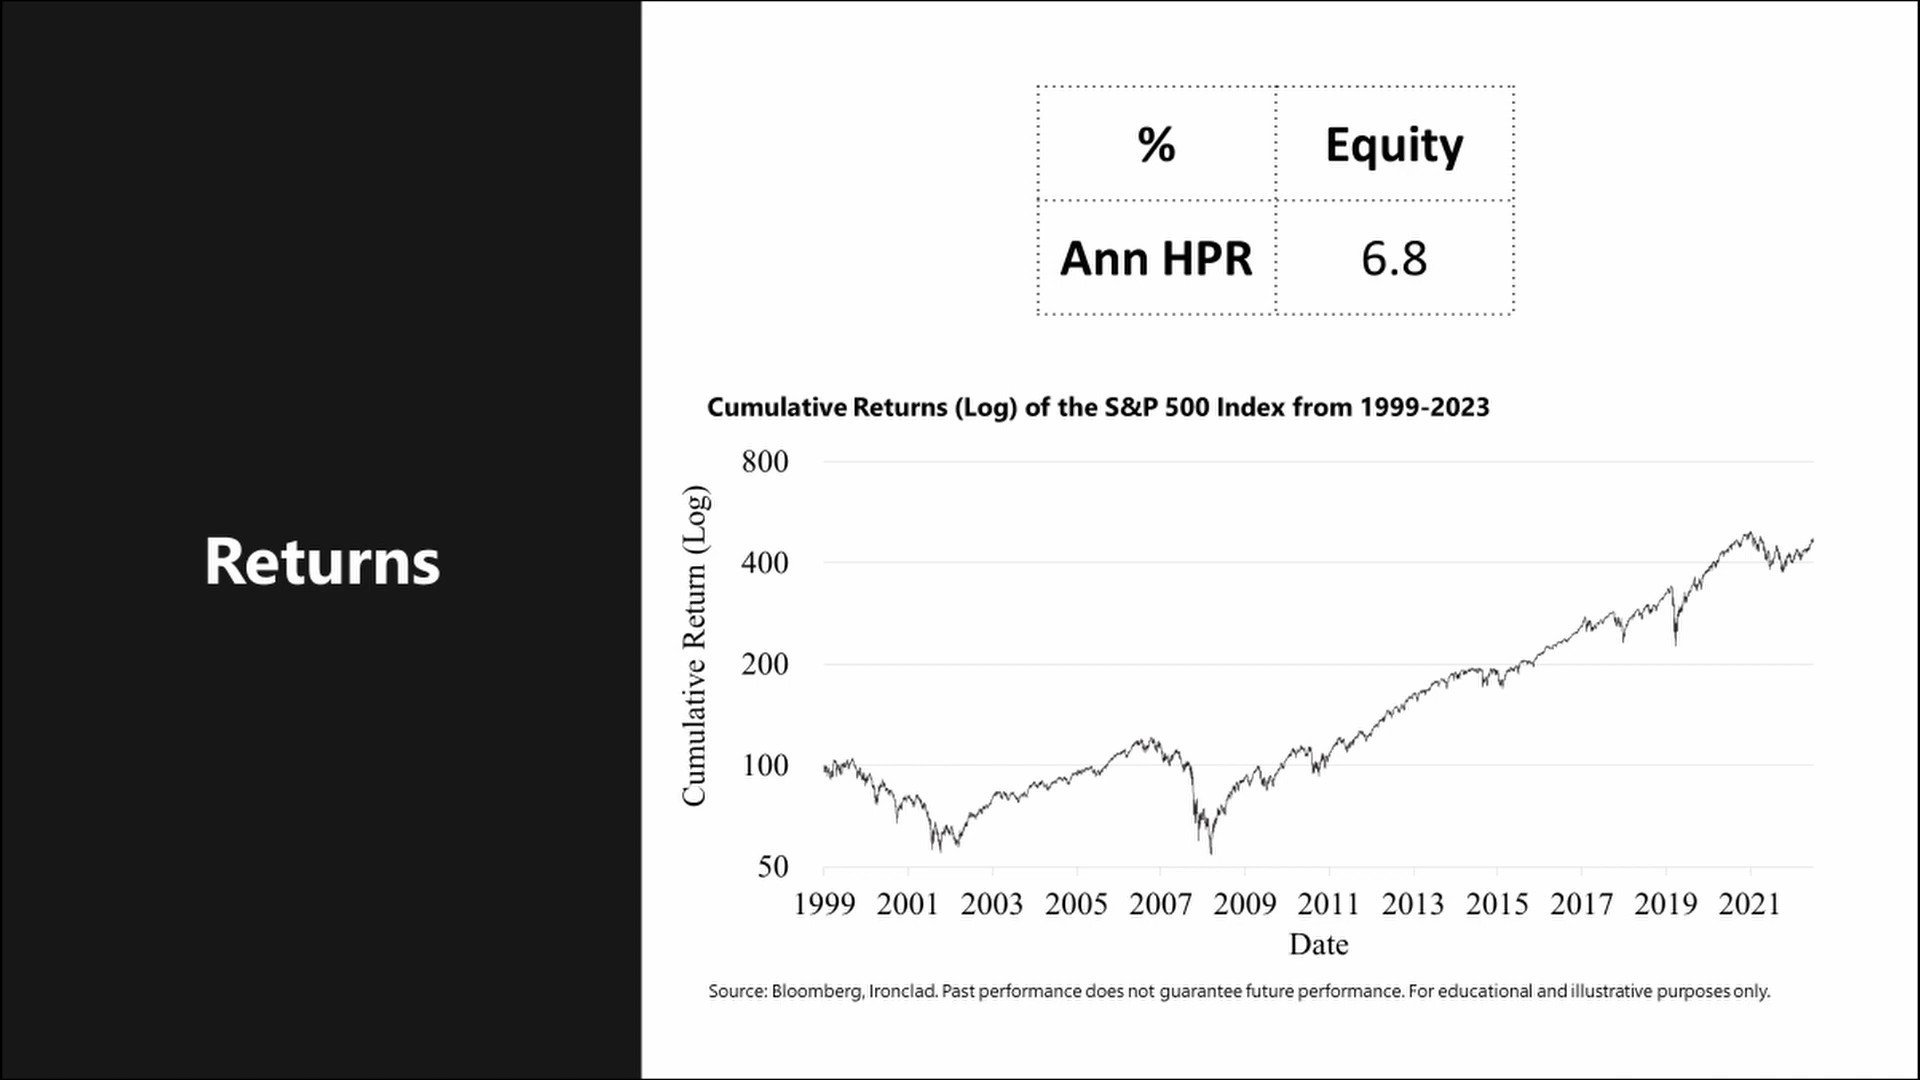 Returns
% Equity
Ann HPR 6.8
Cumulative Returns (Log) of the S&P 500 Index from 1999-2023
Cumulative Return (Log)
800
400
200
100
50
1999 2001 2003 2005 2007 2009 2011 2013 2015 2017 2019 2021
Date
Source: Bloomberg, Ironclad. Past performance does not guarantee future performance. For educational and illustrative purposes only.